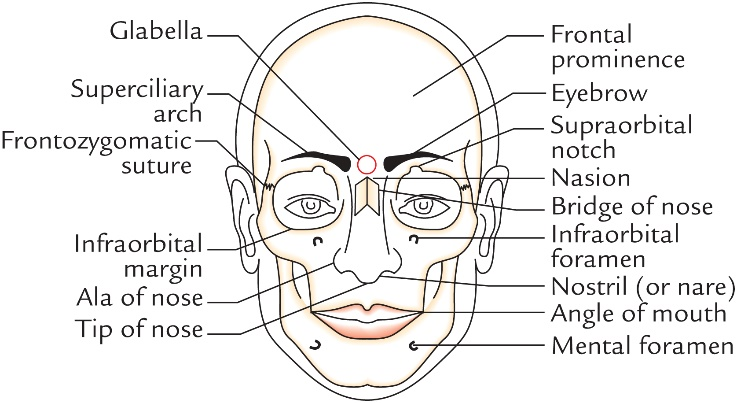 Glabella
Superciliary
arch
Frontozygomatic
suture
Infraorbital
margin
Ala of nose
Tip of nose
Frontal
prominence
Eyebrow
Supraorbital
notch
Nasion
Bridge of nose
Infraorbital
foramen
Nostril (or nare)
Angle of mouth
Mental foramen